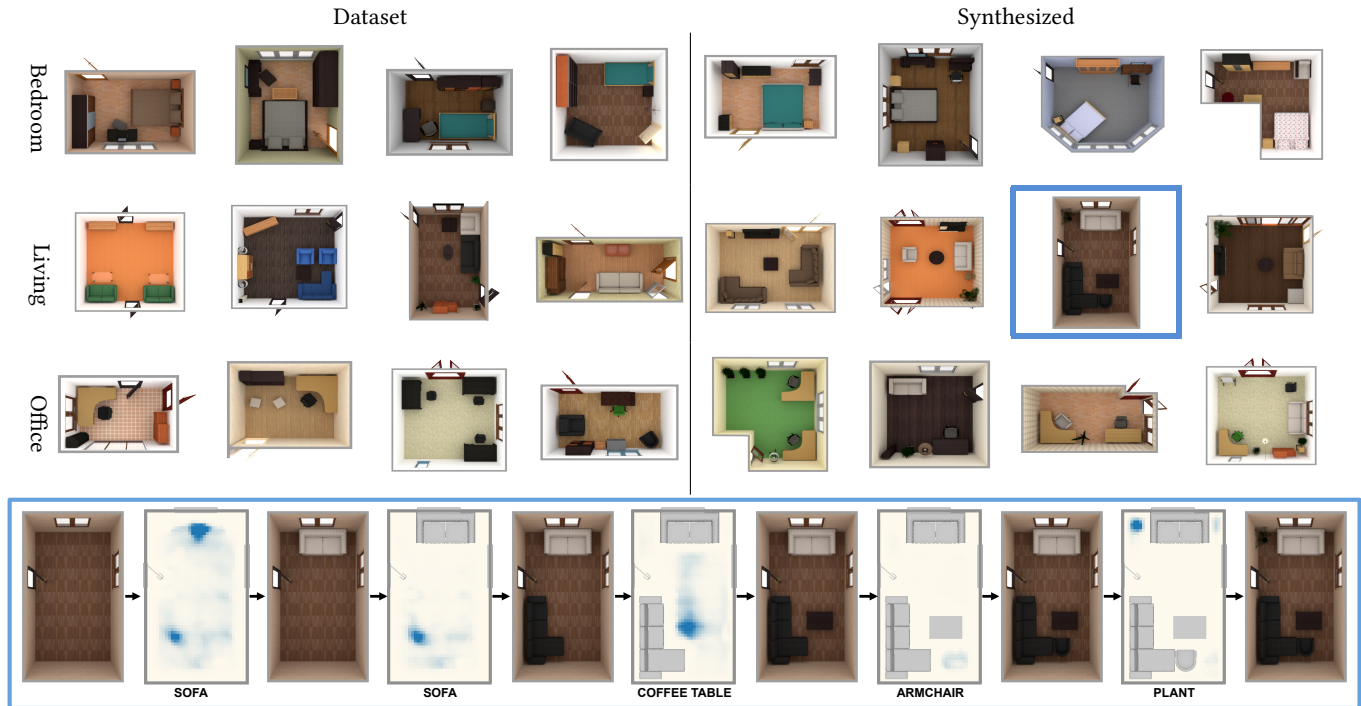 Dataset
Synthesized
Bedroom
Living
Office
SOFA
SOFA
COFFEE TABLE
ARMCHAIR
PLANT